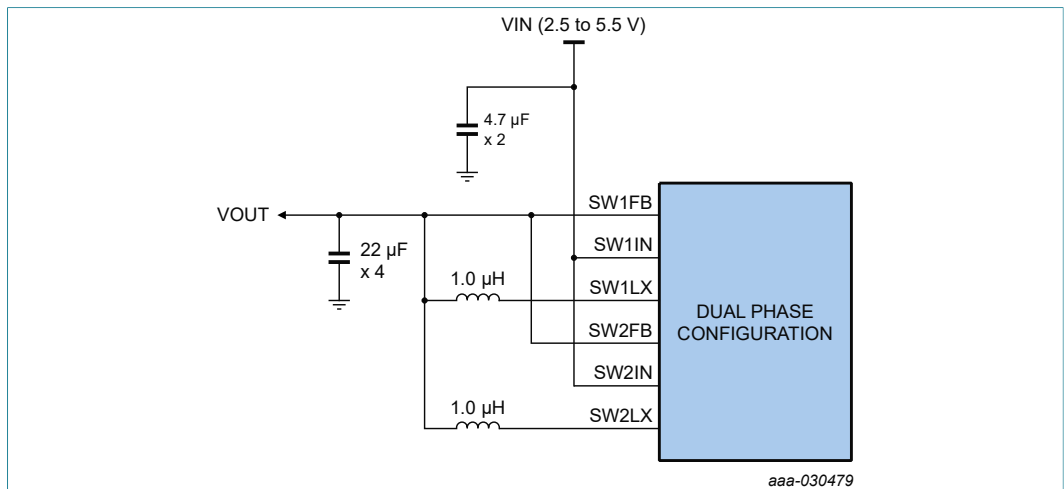 VIN (2.5 to 5.5 V)
4.7 µF
x 2
SW1FB
VOUT
22 µF
x 4
SW1IN
1.0 µH
SW1LX
DUAL PHASE
CONFIGURATION
SW2FB
SW2IN
1.0 µH
SW2LX
aaa-030479